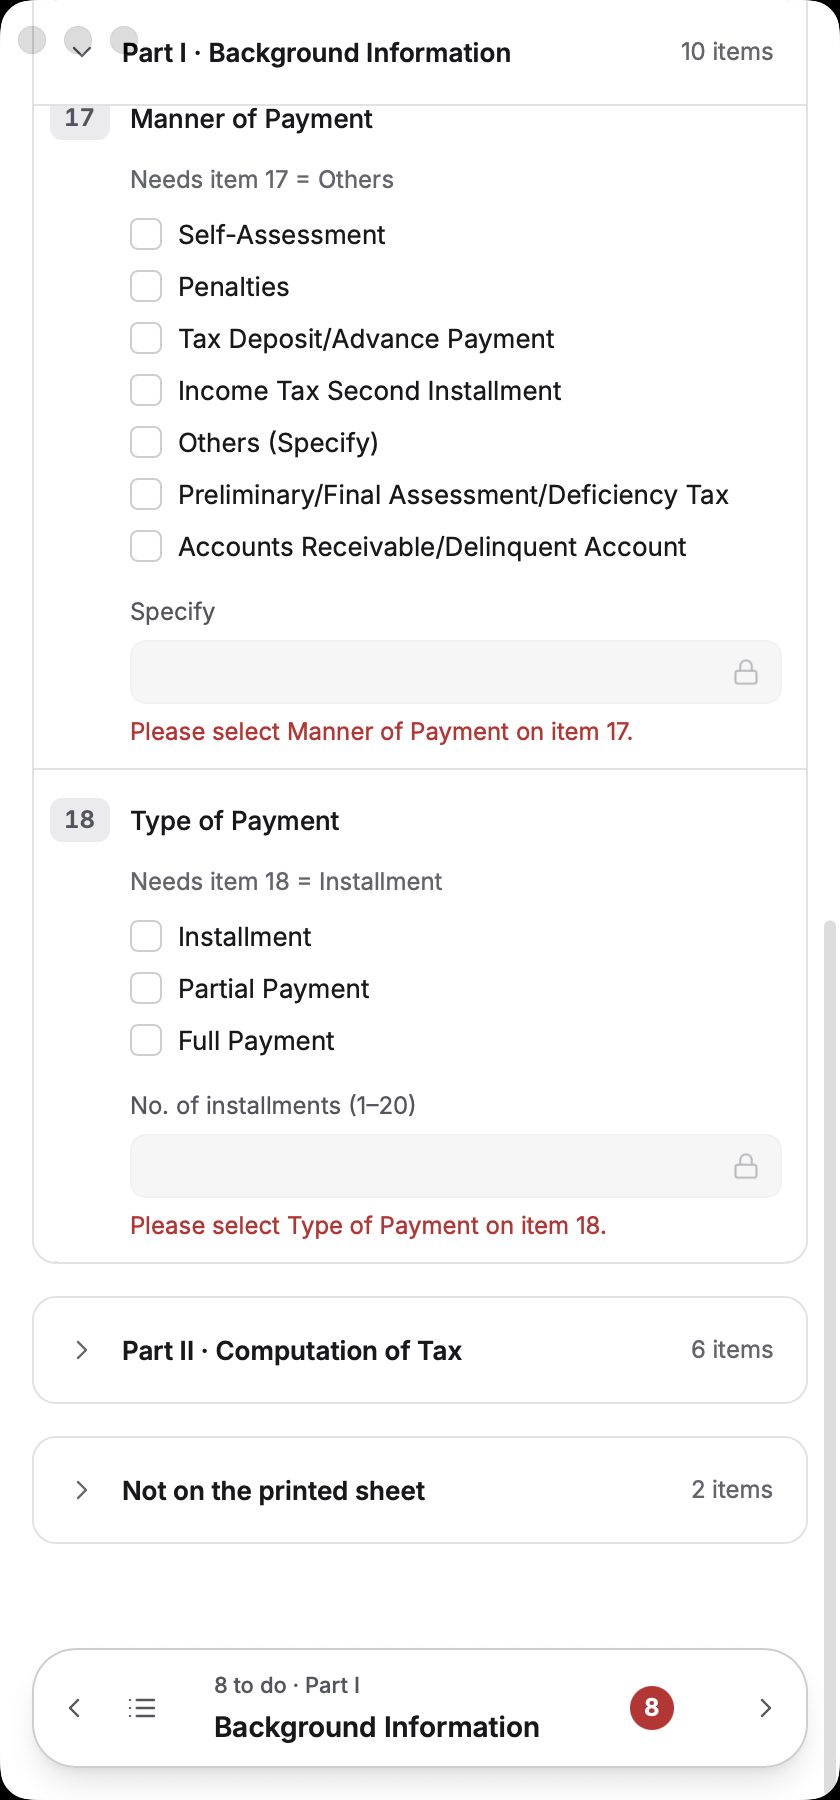 Part I · Background Information
10 items
17
Manner of Payment
Needs item 17 = Others
Self-Assessment
Penalties
Tax Deposit/Advance Payment
Income Tax Second Installment
Others (Specify)
Preliminary/Final Assessment/Deficiency Tax
Accounts Receivable/Delinquent Account
Specify
Please select Manner of Payment on item 17.
18
Type of Payment
Needs item 18 = Installment
Installment
Partial Payment
Full Payment
No. of installments (1–20)
Please select Type of Payment on item 18.
Part II · Computation of Tax
6 items
Not on the printed sheet
2 items
8 to do · Part I
Background Information
8